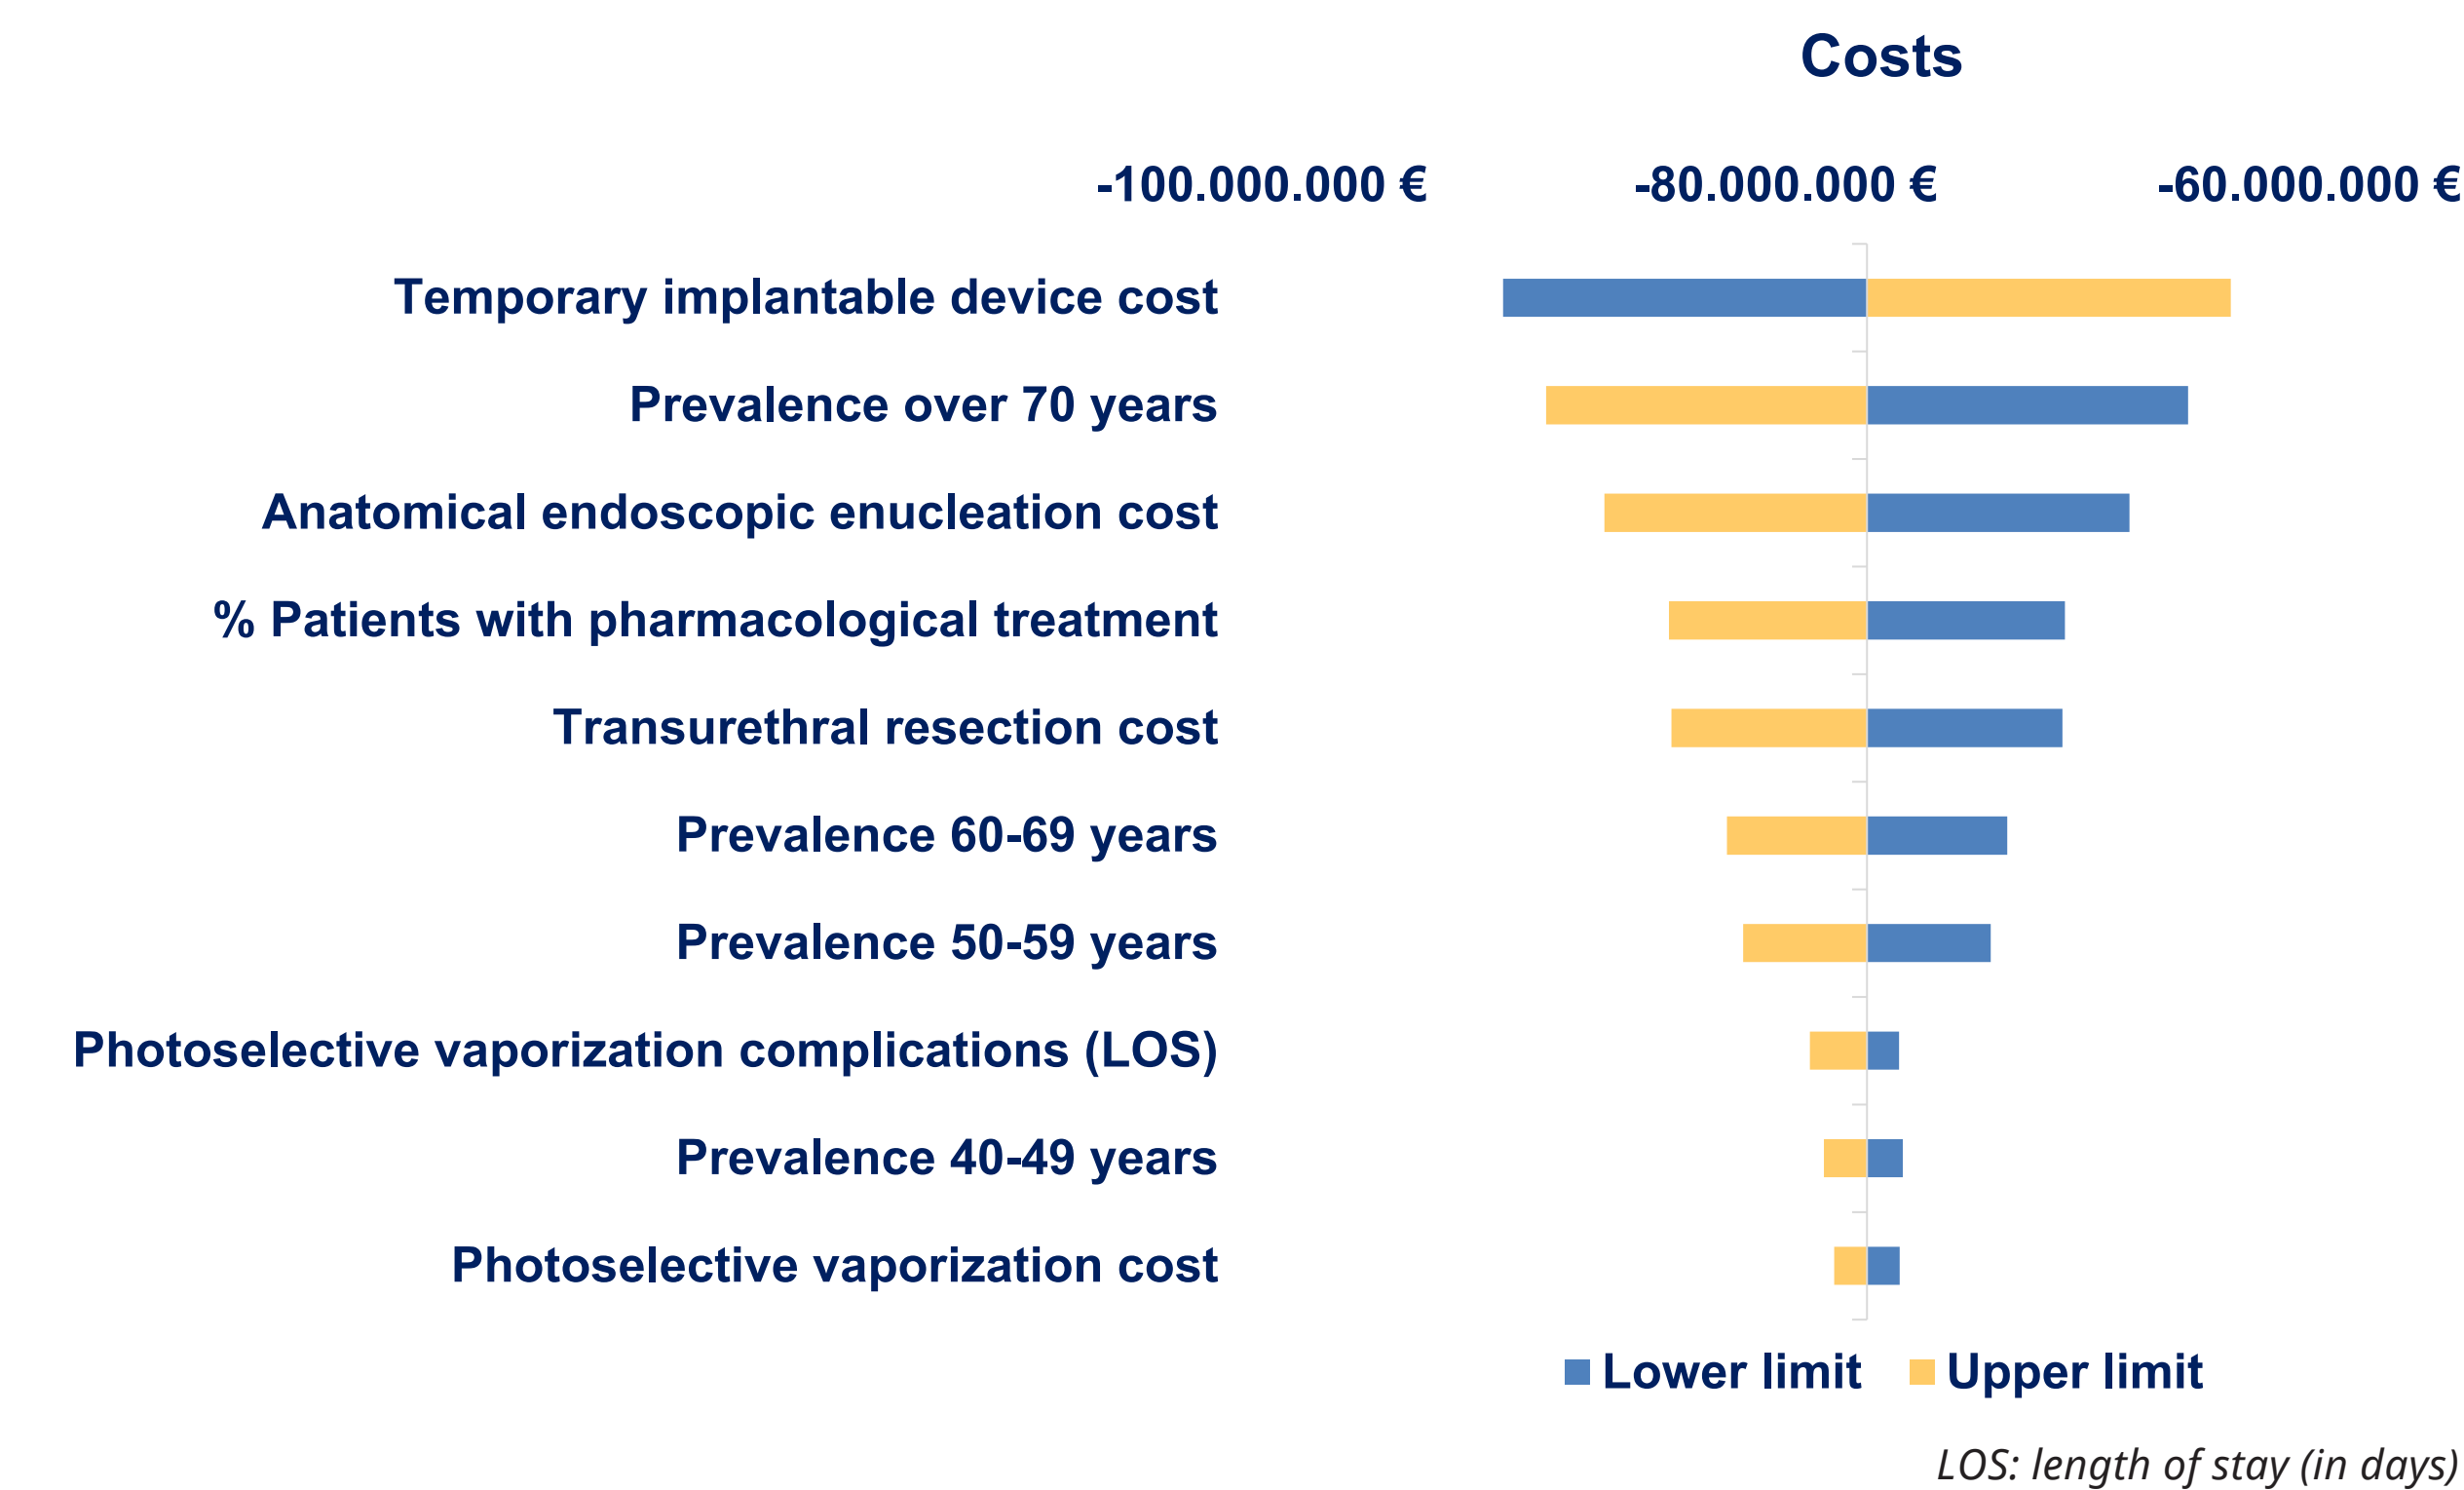 Costs
-100.000.000 € -80.000.000 € -60.000.000 €
Temporary implantable device cost
Prevalence over 70 years
Anatomical endoscopic enucleation cost
% Patients with pharmacological treatment
Transurethral resection cost
Prevalence 60-69 years
Prevalence 50-59 years
Photoselective vaporization complications (LOS)
Prevalence 40-49 years
Photoselective vaporization cost
Lower limit Upper limit
LOS: length of stay (in days)